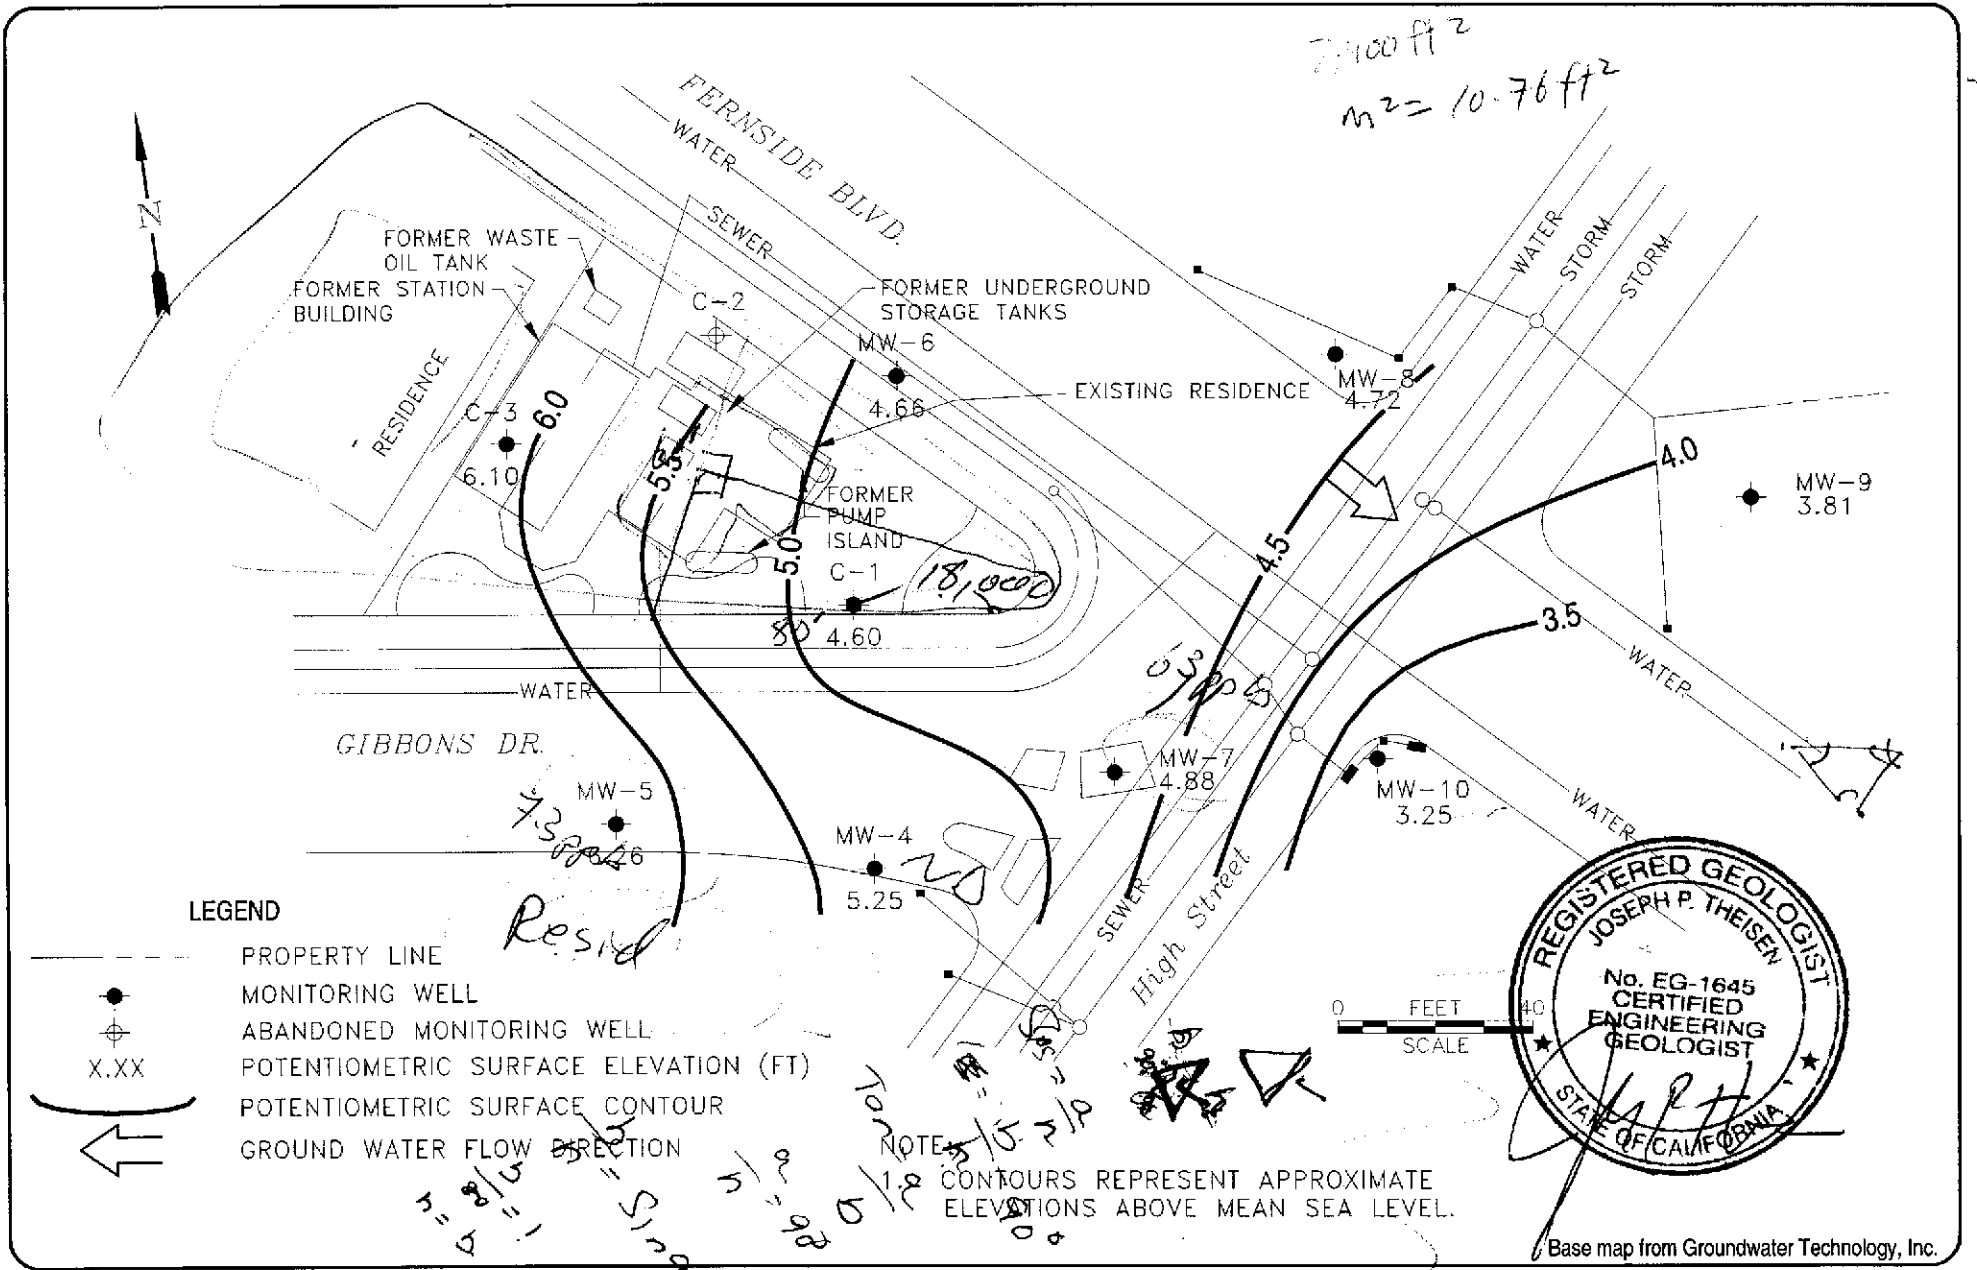 7,400 ft²
m² = 10.76 ft²
FERNSIDE BLVD.
WATER
SEWER
WATER
STORM
STORM
N
FORMER WASTE
OIL TANK
FORMER STATION
BUILDING
RESIDENCE
C-2
FORMER UNDERGROUND
STORAGE TANKS
MW-6
4.66
EXISTING RESIDENCE
MW-8
4.72
C-3
6.10
6.0
5.5
5.0
4.5
4.0
3.5
MW-9
3.81
FORMER
PUMP
ISLAND
C-1
4.60
18,000
80
WATER
GIBBONS DR.
MW-5
MW-4
5.25
ND
Resid
MW-7
4.88
MW-10
3.25
WATER
WATER
SEWER
High Street
LEGEND
PROPERTY LINE
MONITORING WELL
ABANDONED MONITORING WELL
X.XX POTENTIOMETRIC SURFACE ELEVATION (FT)
POTENTIOMETRIC SURFACE CONTOUR
GROUND WATER FLOW DIRECTION
0 FEET 40
SCALE
NOTE:
1. CONTOURS REPRESENT APPROXIMATE
ELEVATIONS ABOVE MEAN SEA LEVEL.
REGISTERED GEOLOGIST
JOSEPH P. THEISEN
No. EG-1645
CERTIFIED
ENGINEERING
GEOLOGIST
STATE OF CALIFORNIA
Base map from Groundwater Technology, Inc.